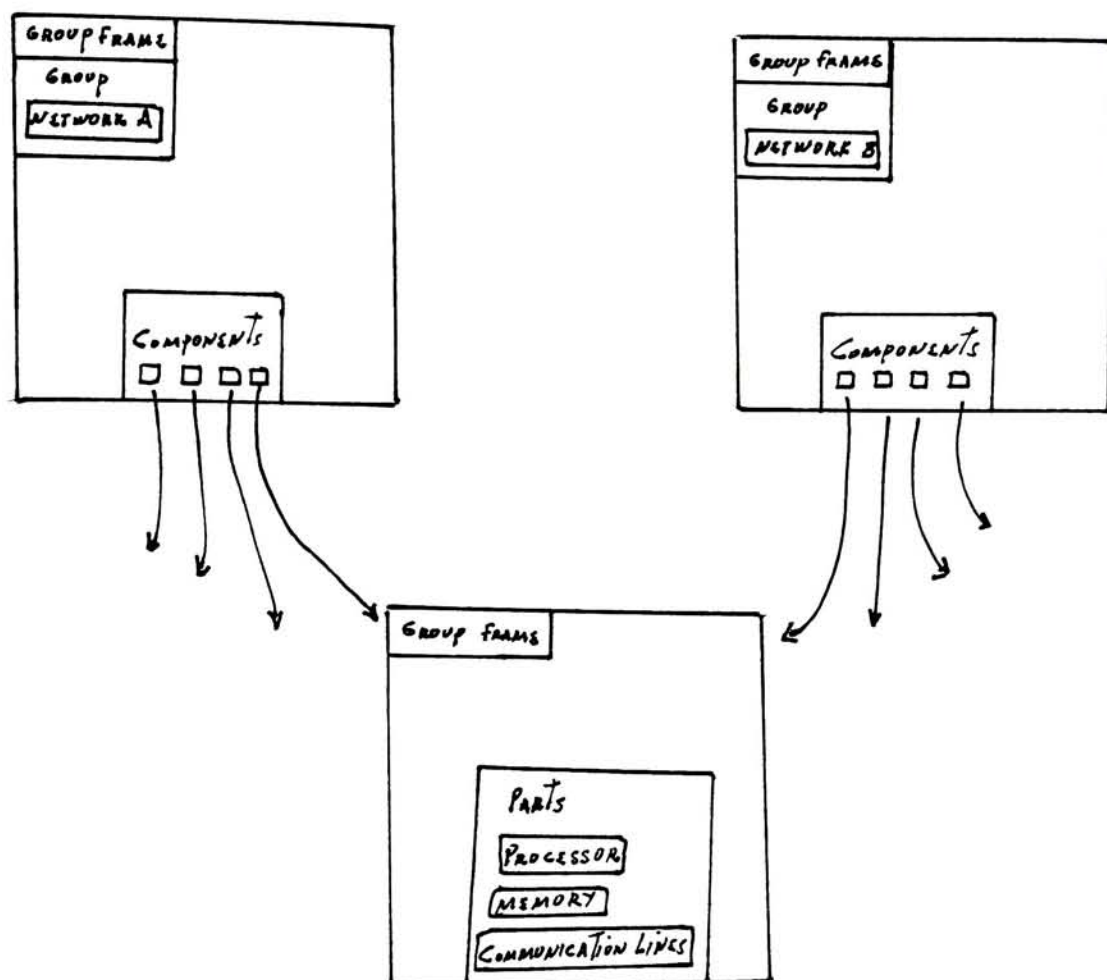 GROUP FRAME
Group
NETWORK A
COMPONENTS
GROUP FRAME
GROUP
NETWORK B
COMPONENTS
GROUP FRAME
PARTS
PROCESSOR
MEMORY
COMMUNICATION LINES